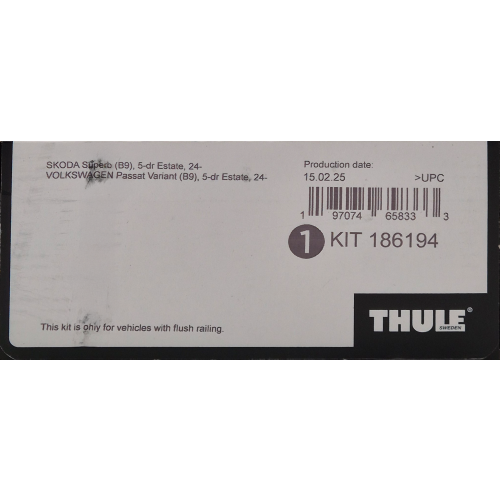 SKODA Superb (B9), 5-dr Estate, 24-
VOLKSWAGEN Passat Variant (B9), 5-dr Estate, 24-
Production date:
15.02.25 >UPC
1 97074 65833 3
1 KIT 186194
This kit is only for vehicles with flush railing.
THULE
SWEDEN